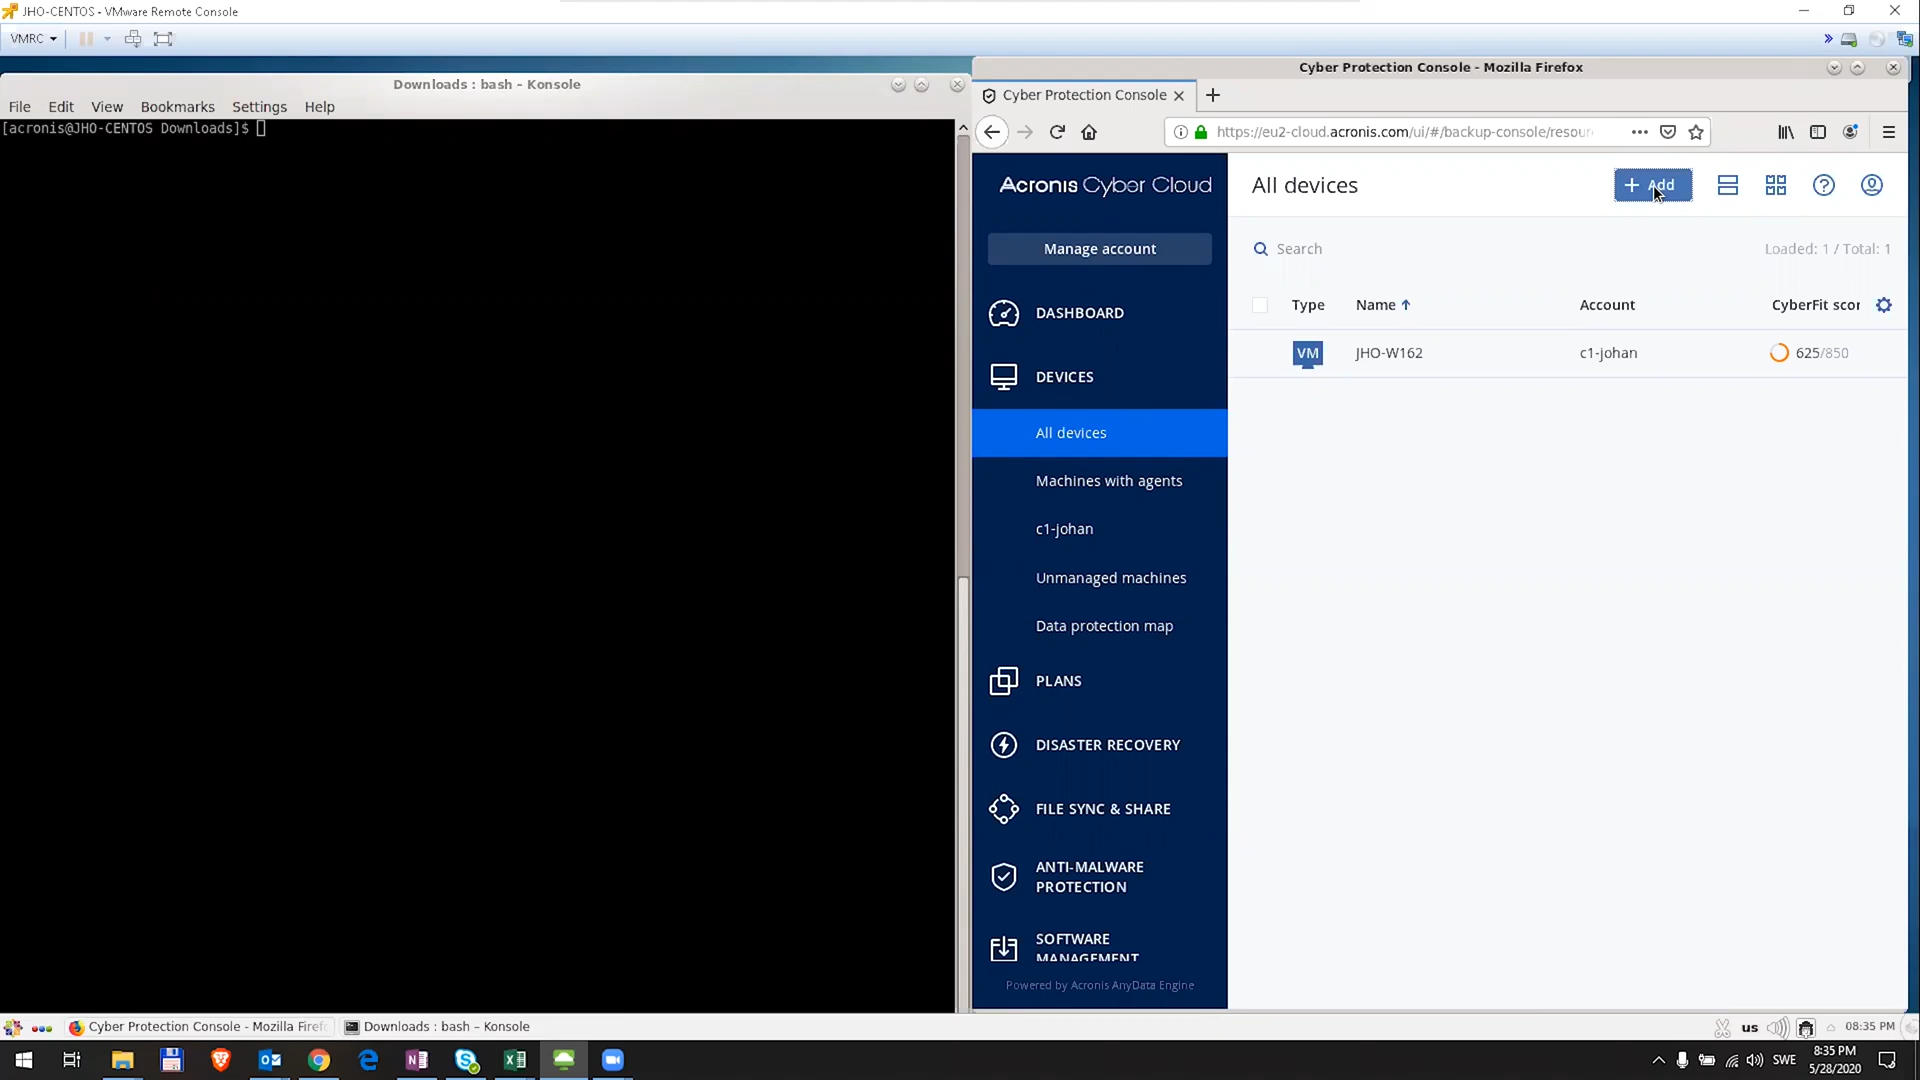 JHO-CENTOS - VMware Remote Console
VMRC
Downloads : bash – Konsole
File Edit View Bookmarks Settings Help
[acronis@JHO-CENTOS Downloads]$
Cyber Protection Console - Mozilla Firefox
Cyber Protection Console
https://eu2-cloud.acronis.com/ui/#/backup-console/resour
Acronis Cyber Cloud
Manage account
DASHBOARD
DEVICES
All devices
Machines with agents
c1-johan
Unmanaged machines
Data protection map
PLANS
DISASTER RECOVERY
FILE SYNC & SHARE
ANTI-MALWARE
PROTECTION
SOFTWARE
MANAGEMENT
Powered by Acronis AnyData Engine
All devices
+ Add
Search
Loaded: 1 / Total: 1
Type Name Account CyberFit scor
VM JHO-W162 c1-johan 625/850
Cyber Protection Console - Mozilla Firef
Downloads : bash – Konsole
us
08:35 PM
SWE
8:35 PM
5/28/2020